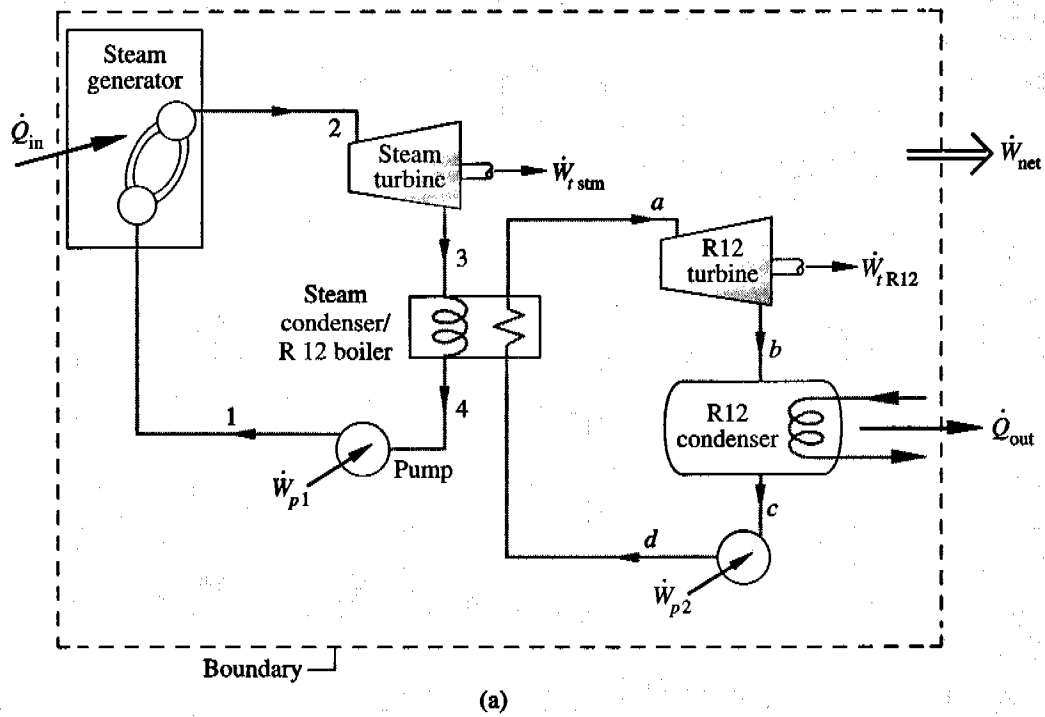 Steam
generator
Q̇in
2
Steam
turbine
Ẇt stm
Ẇnet
a
R12
turbine
Ẇt R12
3
Steam
condenser/
R 12 boiler
b
4
R12
condenser
Q̇out
1
Pump
Ẇp1
c
d
Ẇp2
Boundary
(a)